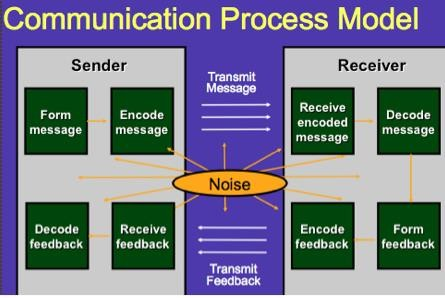 Communication Process Model
Sender
Receiver
Transmit
Message
Form
message
Encode
message
Receive
encoded
message
Decode
message
Noise
Decode
feedback
Receive
feedback
Encode
feedback
Form
feedback
Transmit
Feedback